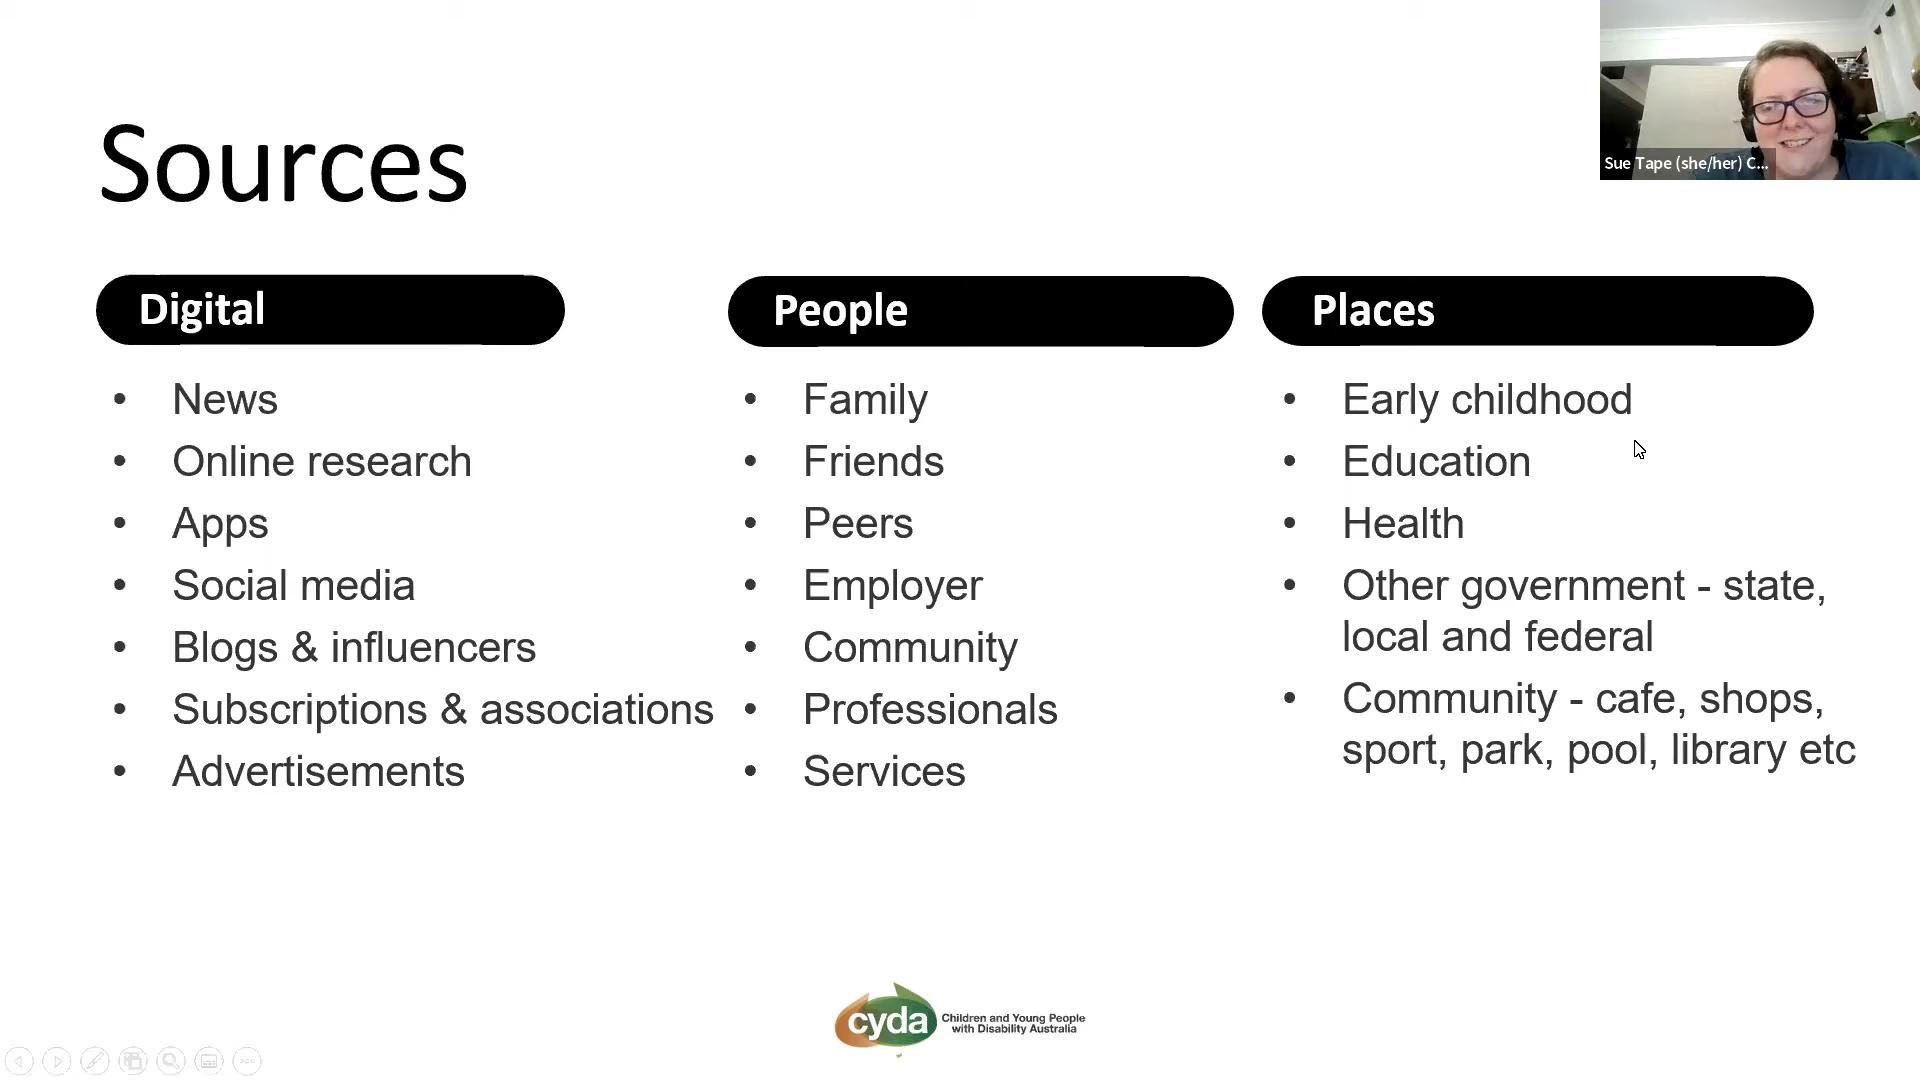 Sources
Sue Tape (she/her) C...
Digital
• News
• Online research
• Apps
• Social media
• Blogs & influencers
• Subscriptions & associations
• Advertisements
People
• Family
• Friends
• Peers
• Employer
• Community
• Professionals
• Services
Places
• Early childhood
• Education
• Health
• Other government - state,
local and federal
• Community - cafe, shops,
sport, park, pool, library etc
cyda
Children and Young People
with Disability Australia